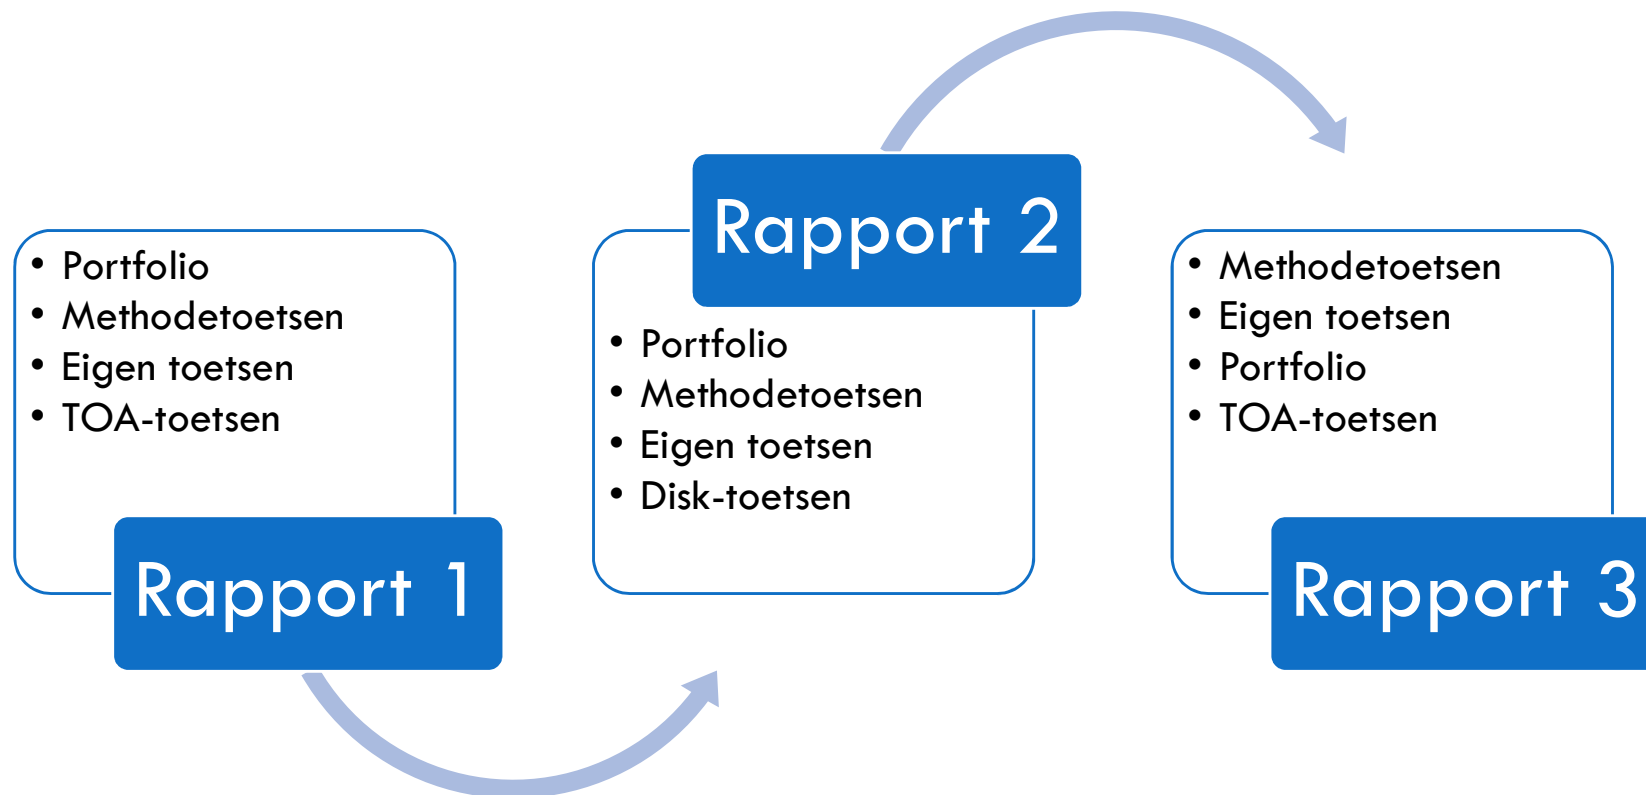 • Portfolio
• Methodetoetsen
• Eigen toetsen
• TOA-toetsen
Rapport 1
Rapport 2
• Portfolio
• Methodetoetsen
• Eigen toetsen
• Disk-toetsen
• Methodetoetsen
• Eigen toetsen
• Portfolio
• TOA-toetsen
Rapport 3